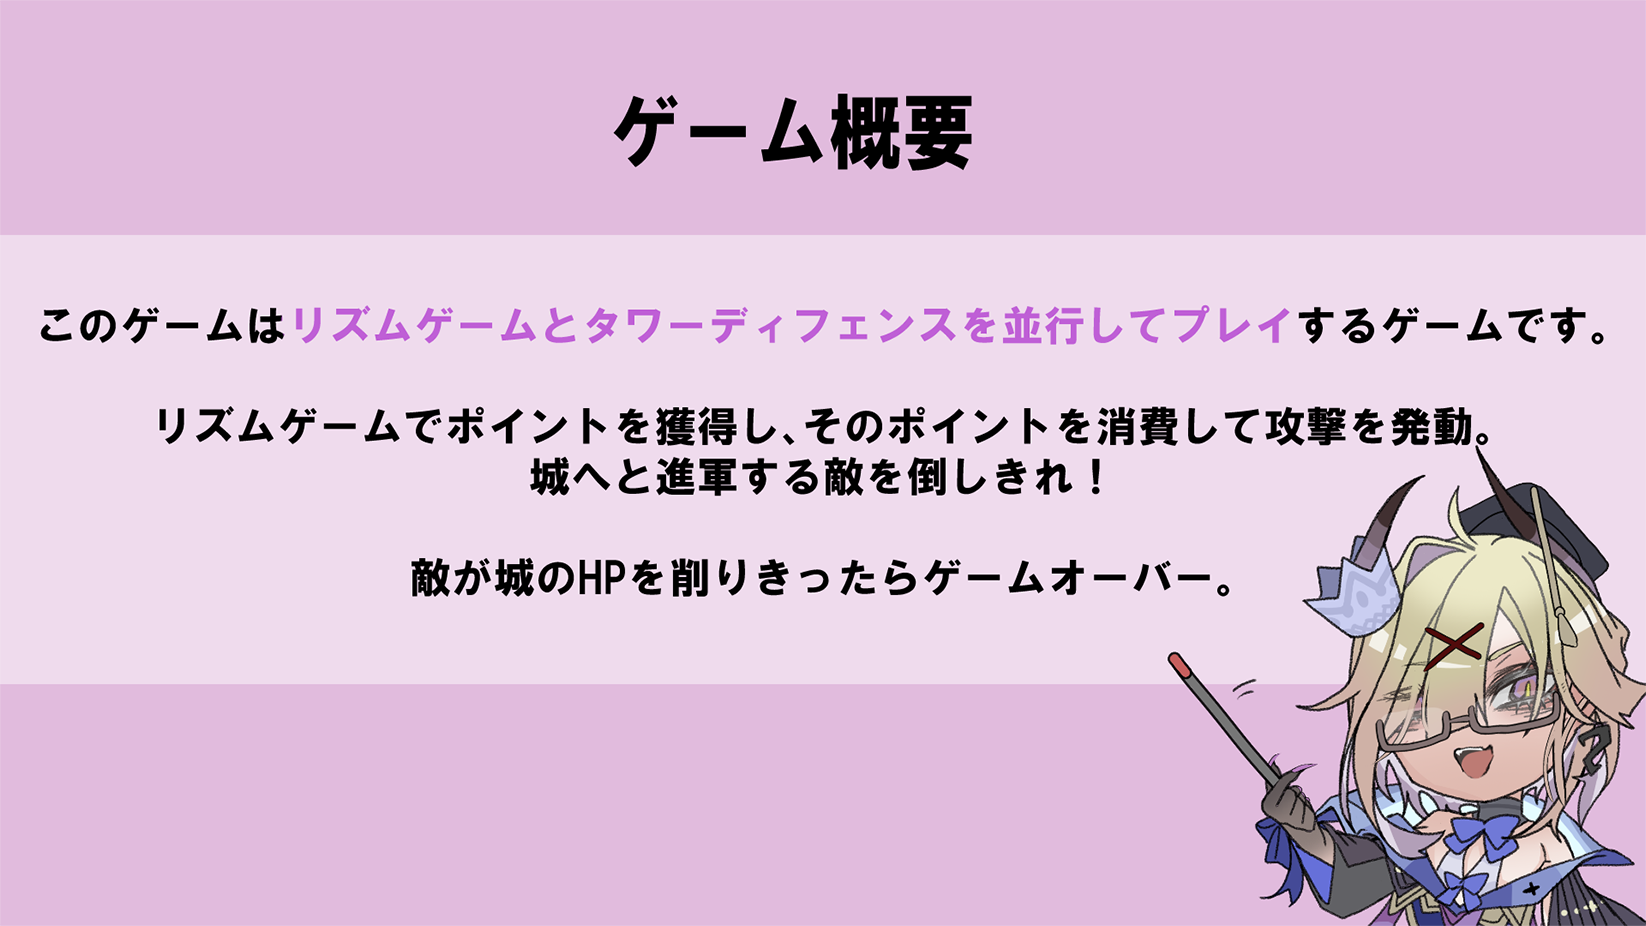 ゲーム概要
このゲームはリズムゲームとタワーディフェンスを並行してプレイするゲームです。
リズムゲームでポイントを獲得し、そのポイントを消費して攻撃を発動。
城へと進軍する敵を倒しきれ！
敵が城のHPを削りきったらゲームオーバー。